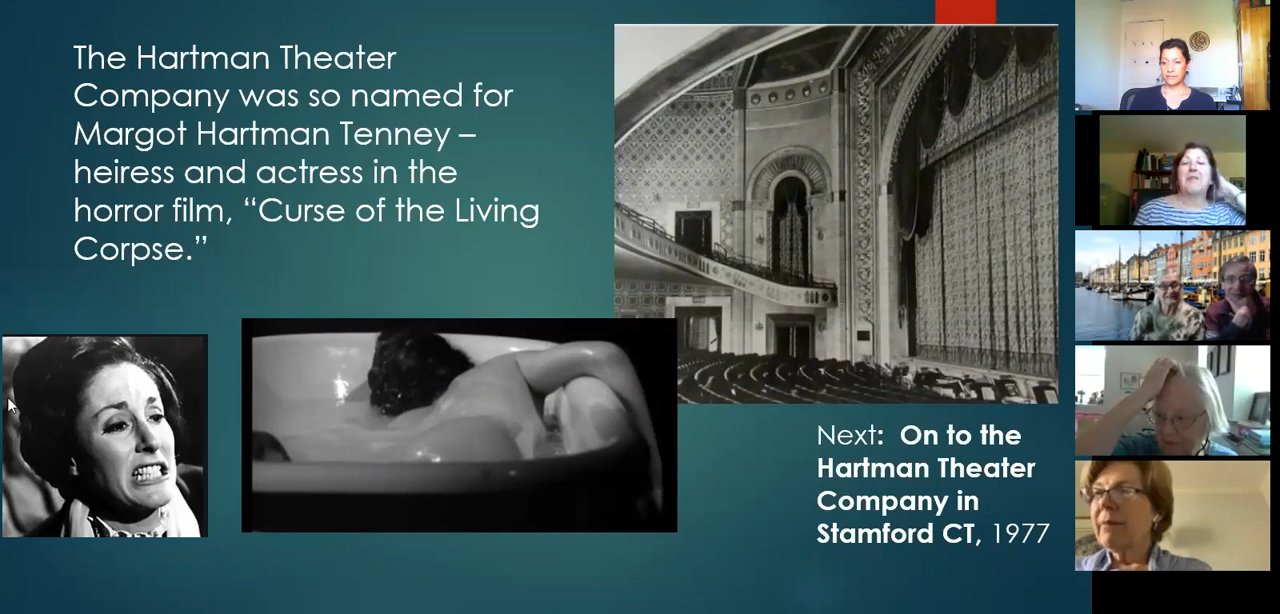 The Hartman Theater
Company was so named for
Margot Hartman Tenney –
heiress and actress in the
horror film, “Curse of the Living
Corpse.”
Next:  On to the
Hartman Theater
Company in
Stamford CT, 1977